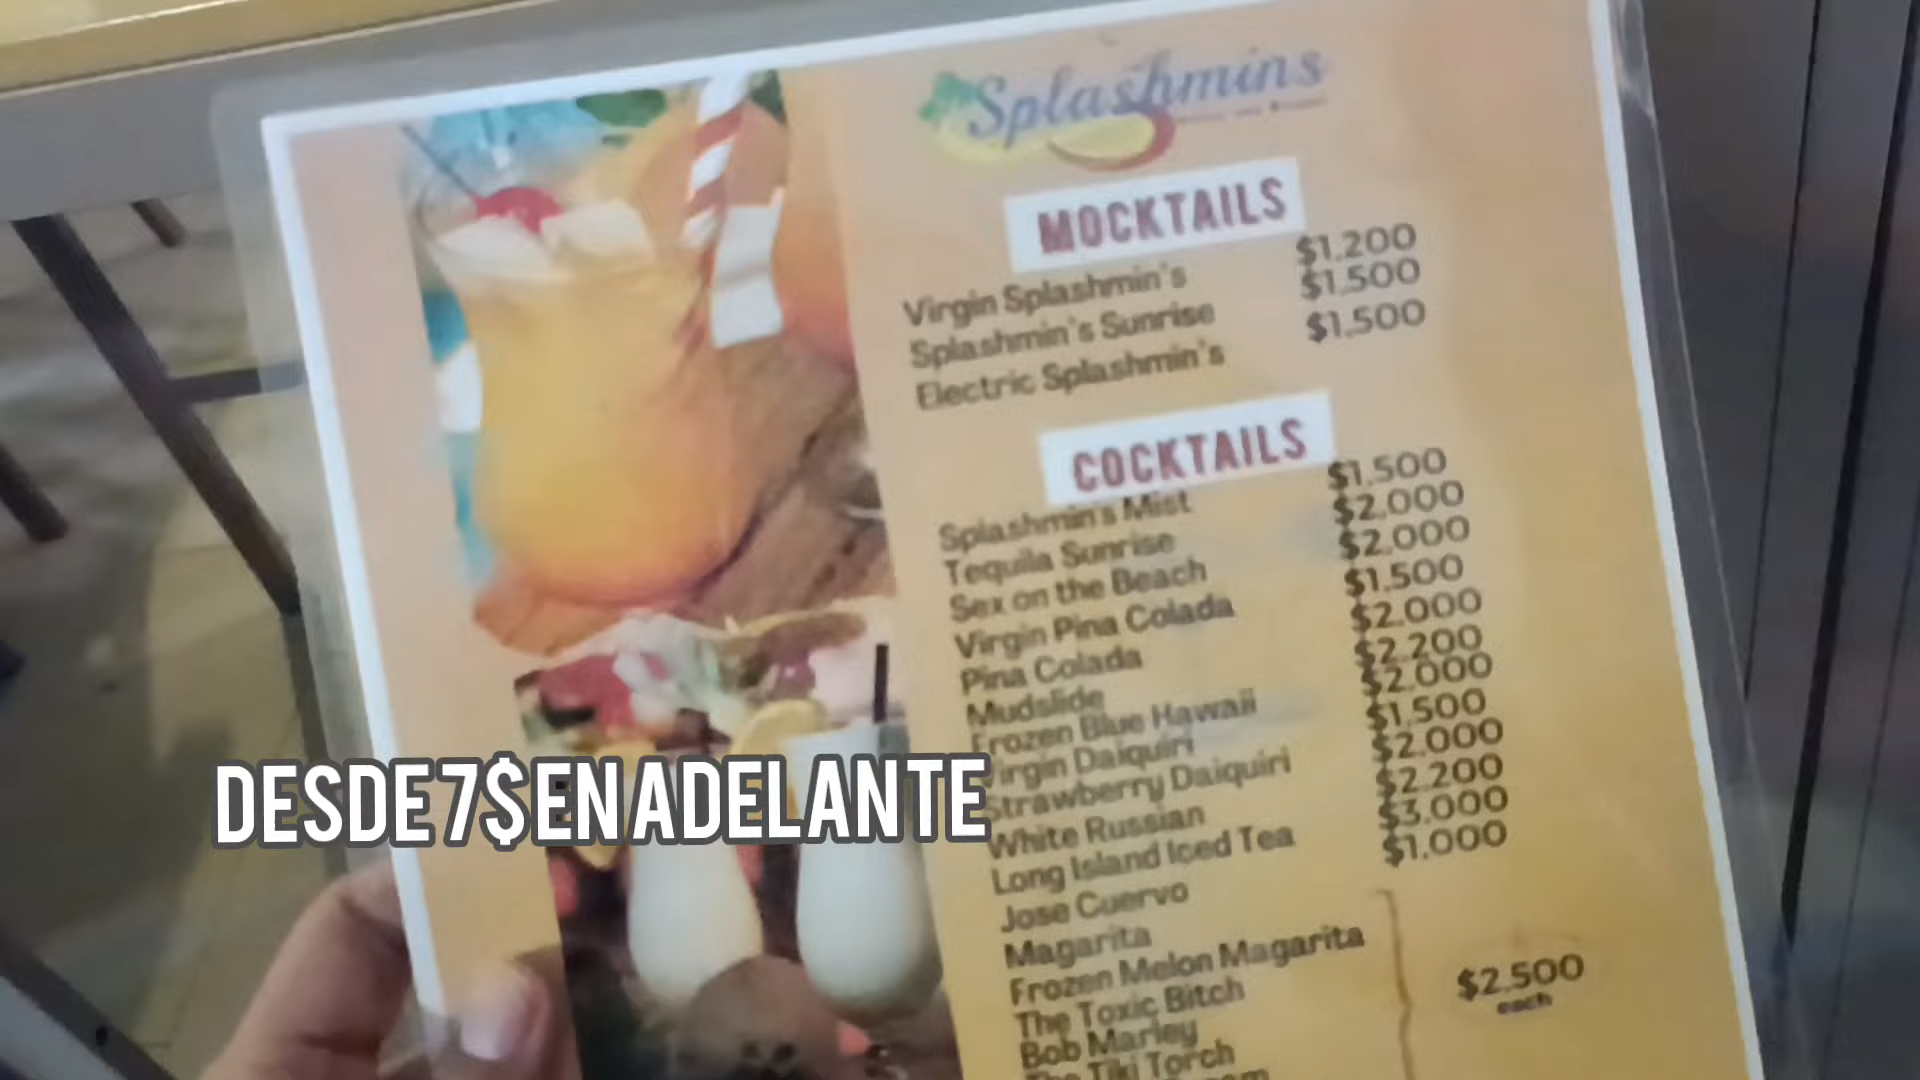 Splashmins
MOCKTAILS
Virgin Splashmin's $1.200
Splashmin's Sunrise $1.500
Electric Splashmin's $1.500
COCKTAILS
Splashmin's Mist $1.500
Tequila Sunrise $2.000
Sex on the Beach $2.000
Virgin Pina Colada $1.500
Pina Colada $2.000
Mudslide $2.200
Frozen Blue Hawaii $2.000
Virgin Daiquiri $1.500
Strawberry Daiquiri $2.000
White Russian $2.200
Long Island Iced Tea $3.000
Jose Cuervo $1.000
Magarita
Frozen Melon Magarita
The Toxic Bitch
$2.500
each
Bob Marley
The Tiki Torch
DESDE 7$ EN ADELANTE